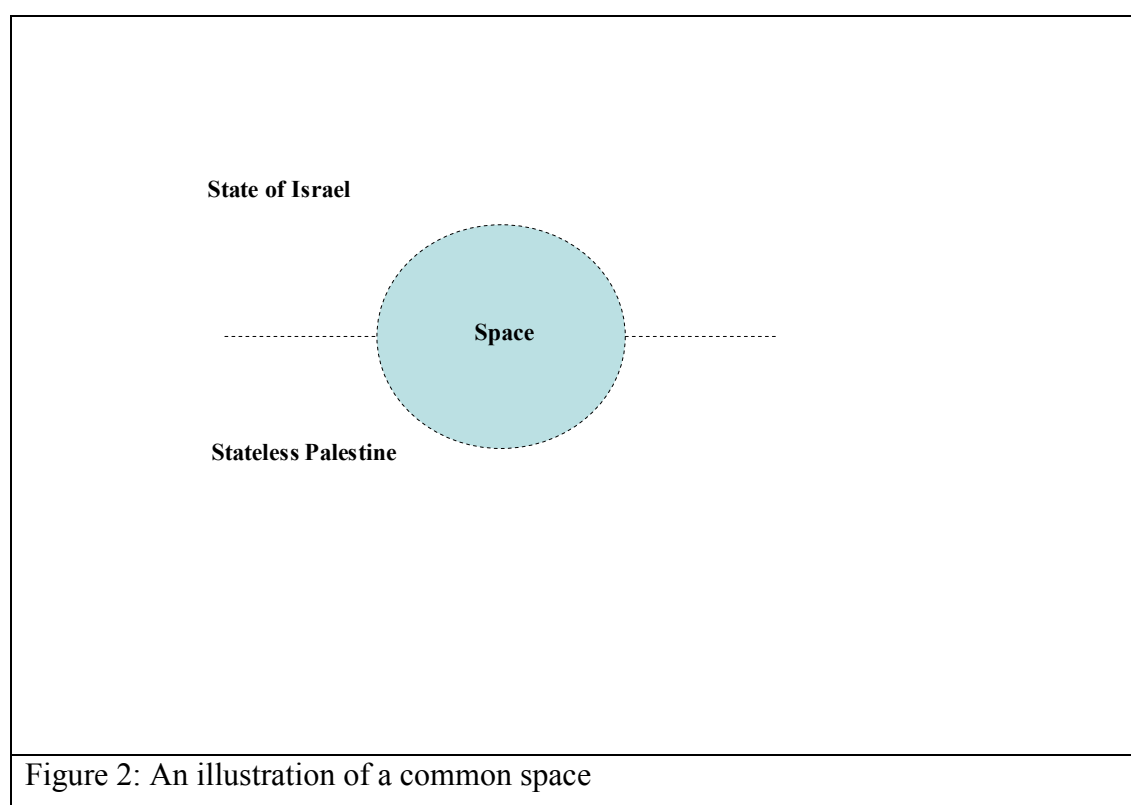 State of Israel
Space
Stateless Palestine
Figure 2: An illustration of a common space